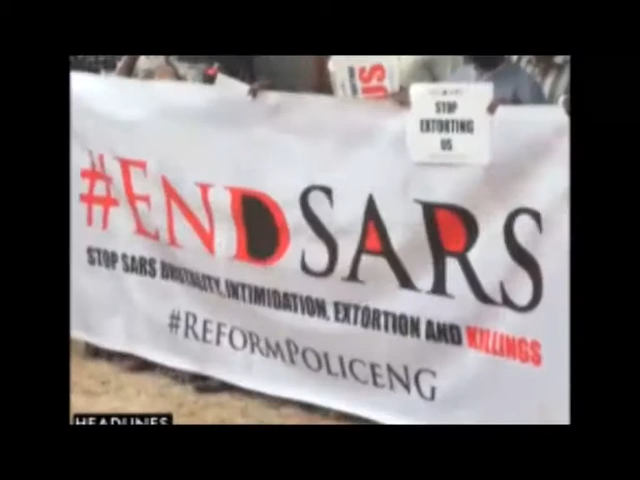 STOP
EXTORTING
US
#ENDSARS
STOP SARS BRUTALITY, INTIMIDATION, EXTORTION AND KILLINGS
#REFORMPOLICENG
HEADLINES